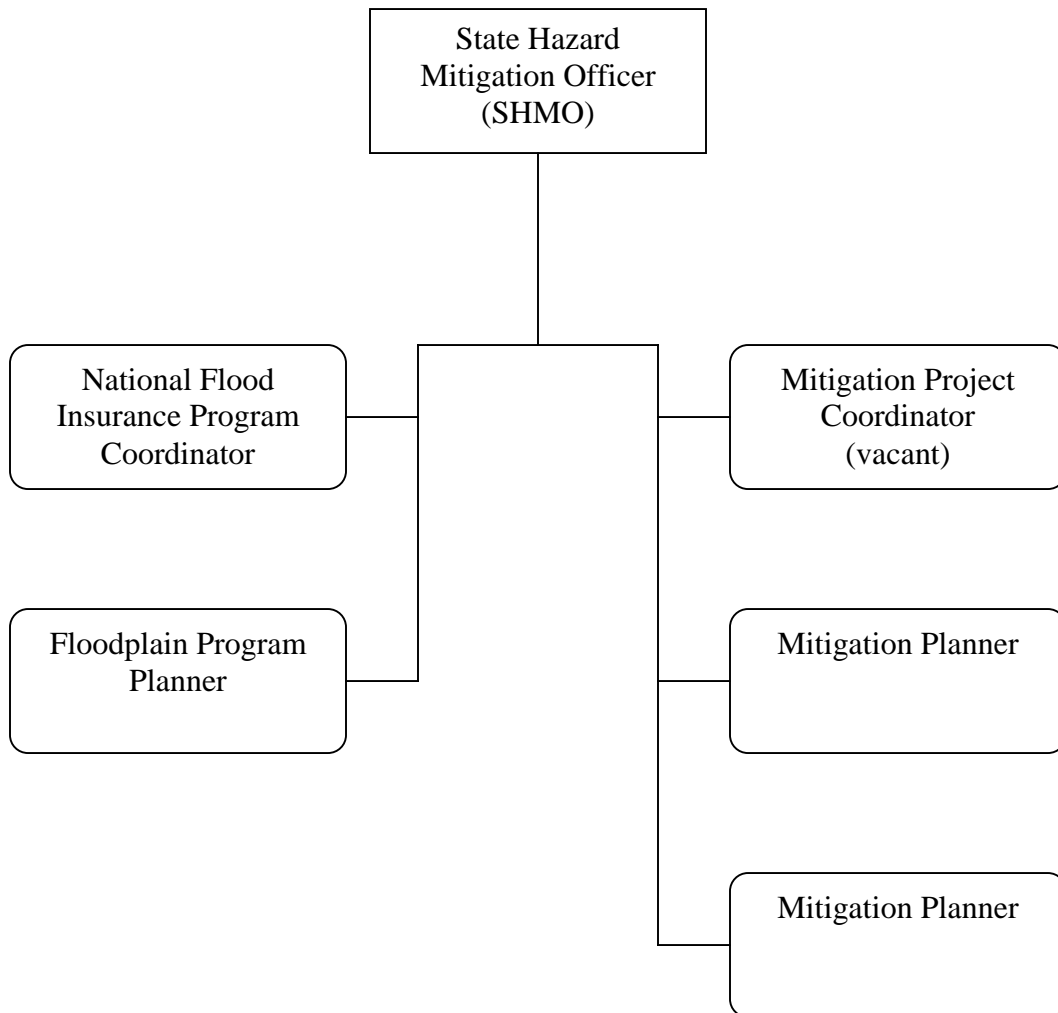 State Hazard
Mitigation Officer
(SHMO)
National Flood
Insurance Program
Coordinator
Mitigation Project
Coordinator
(vacant)
Floodplain Program
Planner
Mitigation Planner
Mitigation Planner